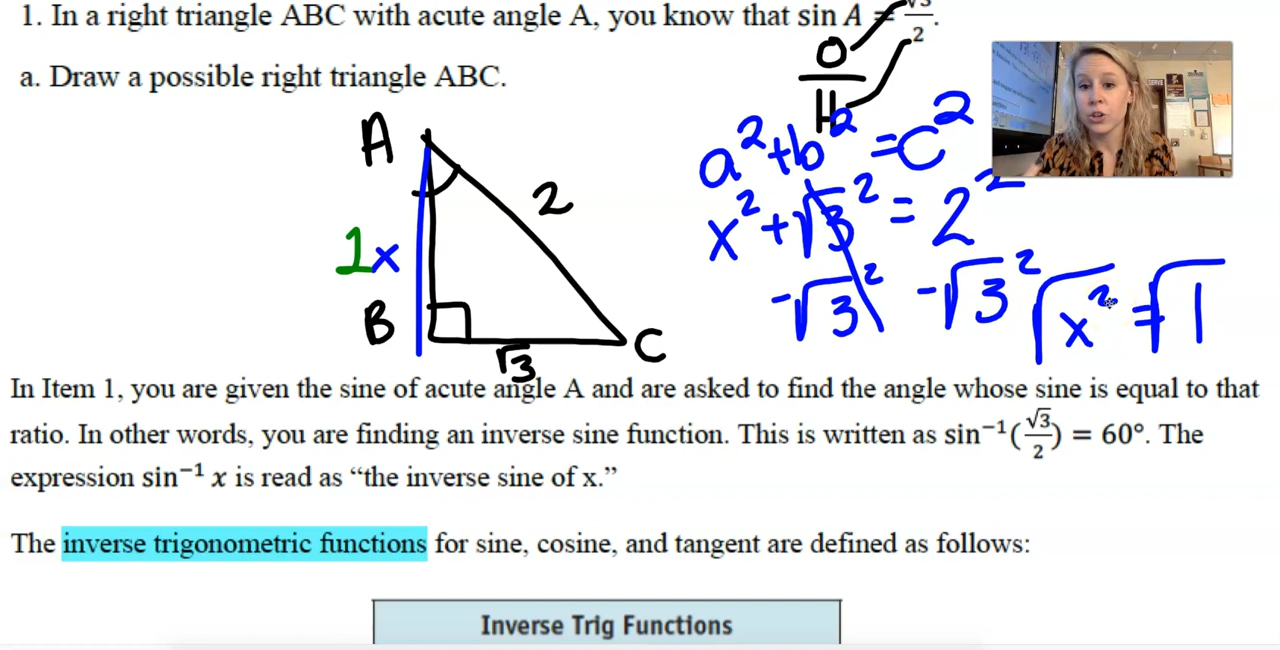 1. In a right triangle ABC with acute angle A, you know that sin A = √3/2.
O/H
a. Draw a possible right triangle ABC.
A
2
1x
B
√3
C
a² + b² = c²
x² + √3² = 2²
-√3² -√3² √x² = √1
In Item 1, you are given the sine of acute angle A and are asked to find the angle whose sine is equal to that
ratio. In other words, you are finding an inverse sine function. This is written as sin⁻¹(√3/2) = 60°. The
expression sin⁻¹ x is read as “the inverse sine of x.”
The inverse trigonometric functions for sine, cosine, and tangent are defined as follows:
Inverse Trig Functions